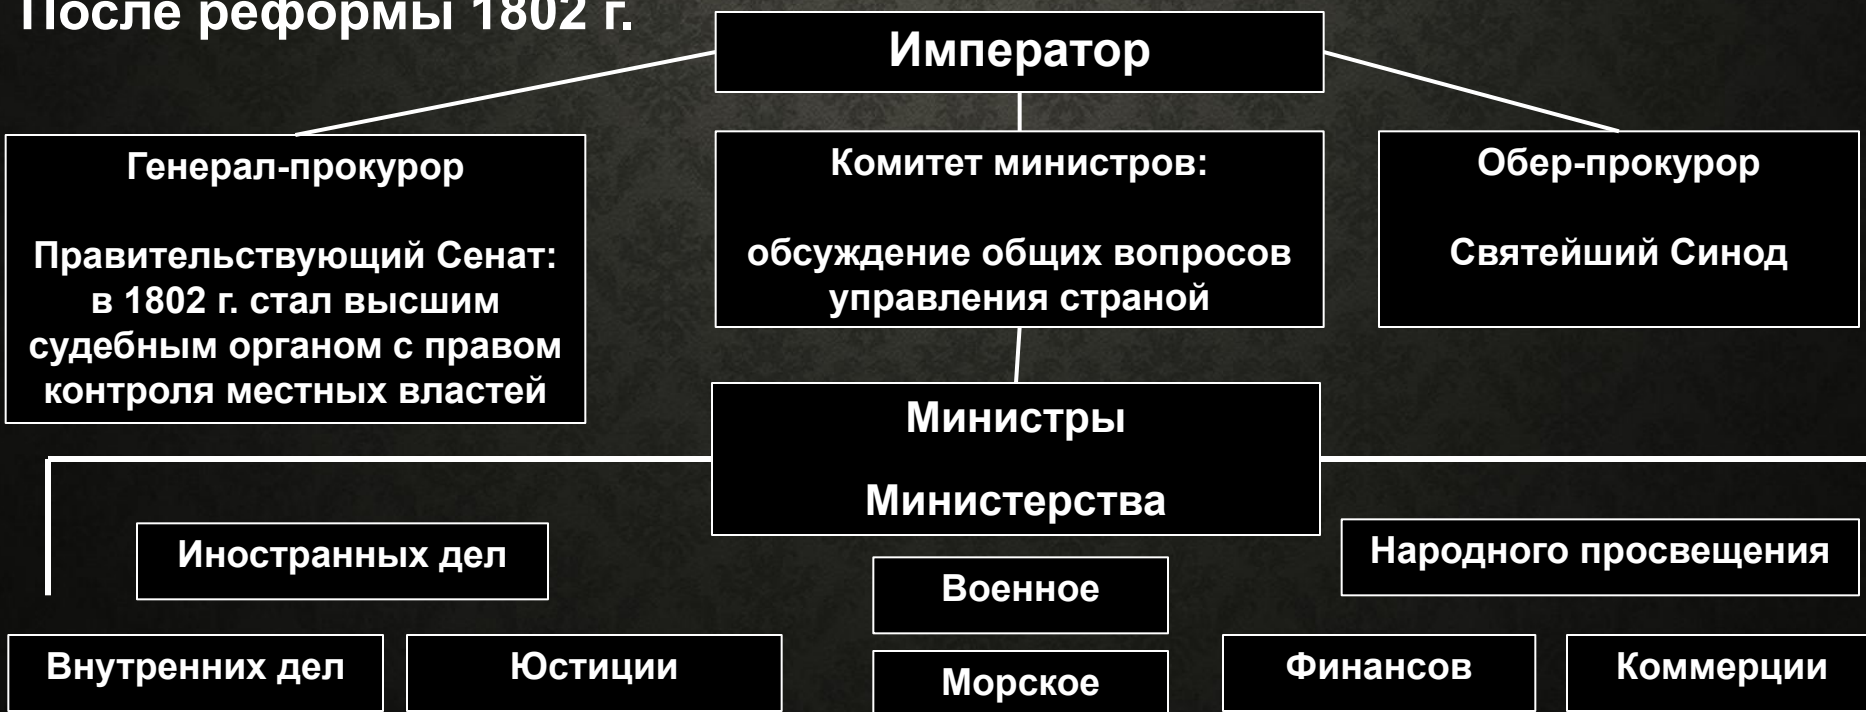 После реформы 1802 г.
Император
Генерал-прокурор
Правительствующий Сенат:
в 1802 г. стал высшим
судебным органом с правом
контроля местных властей
Комитет министров:
обсуждение общих вопросов
управления страной
Обер-прокурор
Святейший Синод
Министры
Министерства
Иностранных дел
Народного просвещения
Военное
Внутренних дел
Юстиции
Морское
Финансов
Коммерции